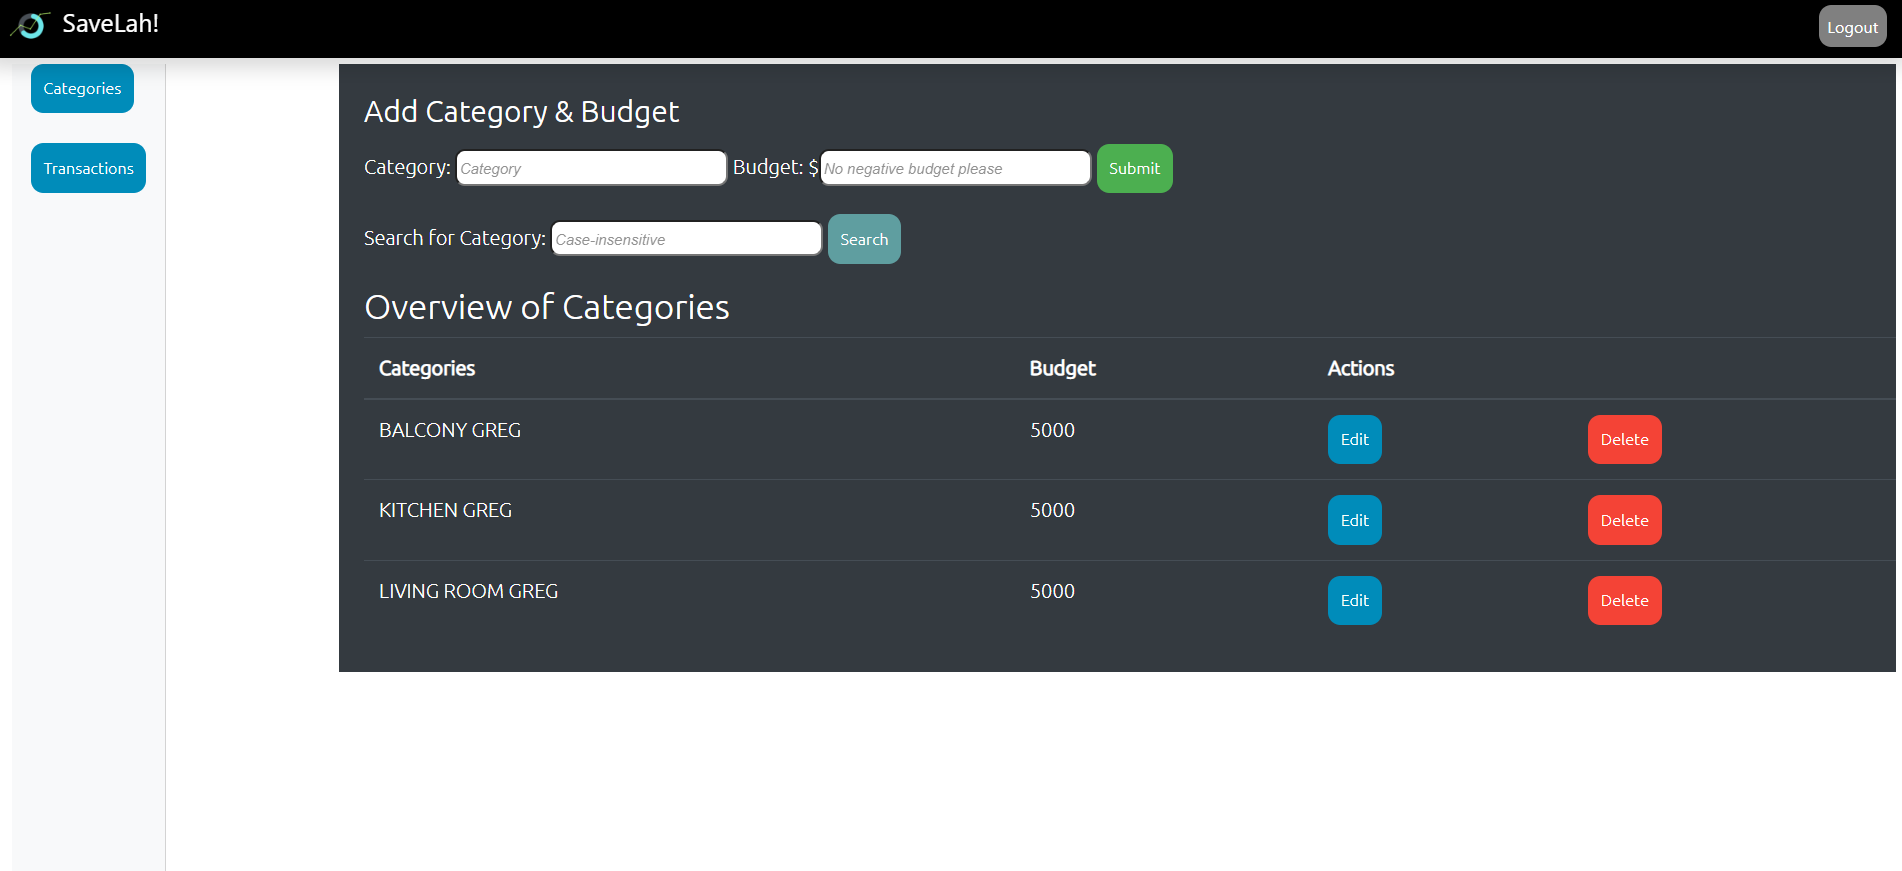 SaveLah!
Logout
Categories
Transactions
Add Category & Budget
Category: Category Budget: $ No negative budget please Submit
Search for Category: Case-insensitive Search
Overview of Categories
Categories Budget Actions
BALCONY GREG 5000 Edit Delete
KITCHEN GREG 5000 Edit Delete
LIVING ROOM GREG 5000 Edit Delete